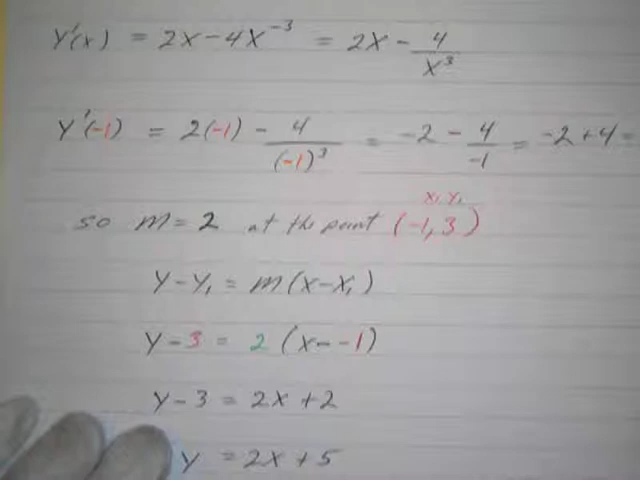 y'(x) = 2x - 4x⁻³ = 2x - 4/x³
y'(-1) = 2(-1) - 4/(-1)³ = -2 - 4/-1 = -2 + 4 =
x₁ y₁
so m = 2 at the point (-1, 3)
y - y₁ = m(x - x₁)
y - 3 = 2(x - -1)
y - 3 = 2x + 2
y = 2x + 5